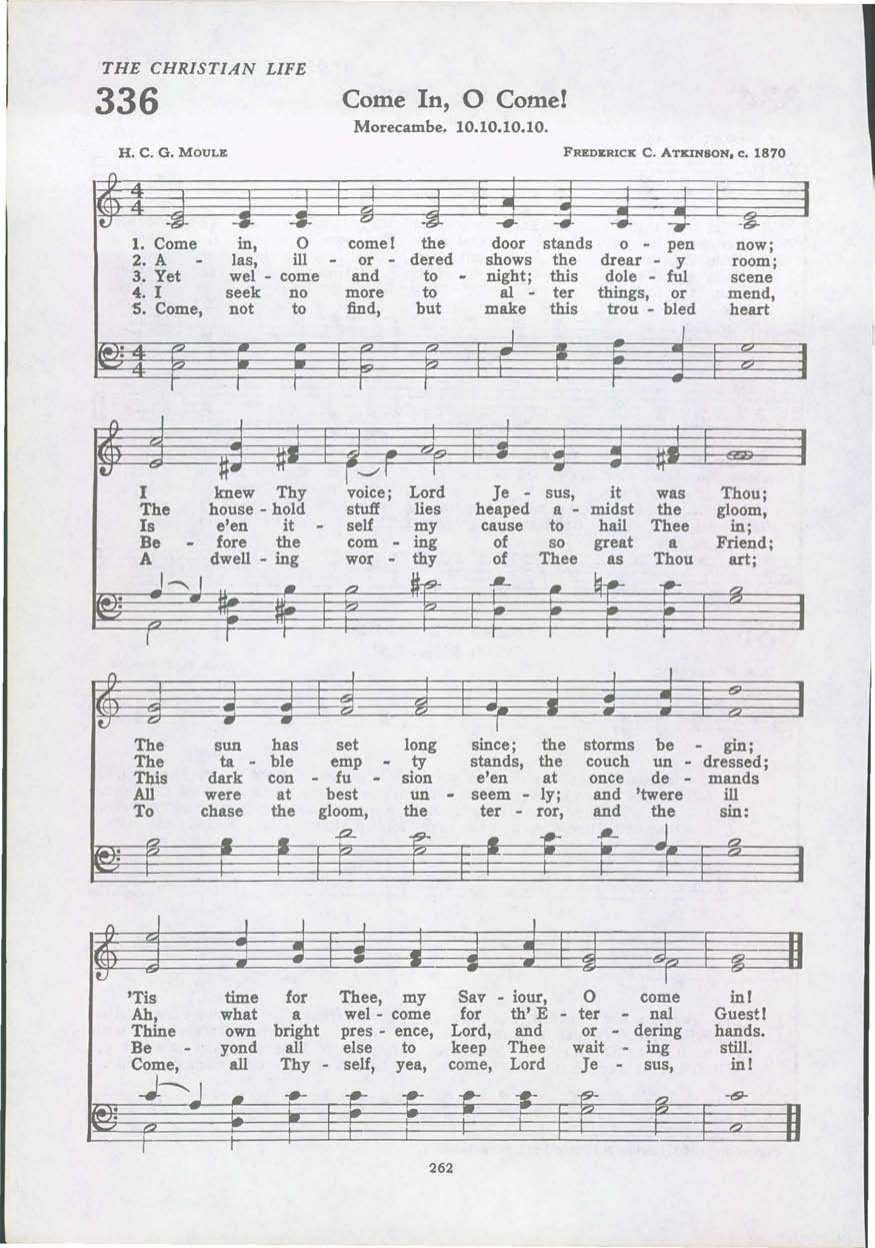 THE CHRISTIAN LIFE
336
Come In, O Come!
Morecambe. 10.10.10.10.
H. C. G. MOULE
FREDERICK C. ATKINSON, c. 1870
1. Come in, O come! the door stands o - pen now;
2. A - las, ill - or - dered shows the drear - y room;
3. Yet wel - come and to - night; this dole - ful scene
4. I seek no more to al - ter things, or mend,
5. Come, not to find, but make this trou - bled heart
I knew Thy voice; Lord Je - sus, it was Thou;
The house - hold stuff lies heaped a - midst the gloom,
Is e'en it - self my cause to hail Thee in;
Be - fore the com - ing of so great a Friend;
A dwell - ing wor - thy of Thee as Thou art;
The sun has set long since; the storms be - gin;
The ta - ble emp - ty stands, the couch un - dressed;
This dark con - fu - sion e'en at once de - mands
All were at best un - seem - ly; and 'twere ill
To chase the gloom, the ter - ror, and the sin:
'Tis time for Thee, my Sav - iour, O come in!
Ah, what a wel - come for th' E - ter - nal Guest!
Thine own bright pres - ence, Lord, and or - dering hands.
Be - yond all else to keep Thee wait - ing still.
Come, all Thy - self, yea, come, Lord Je - sus, in!
262